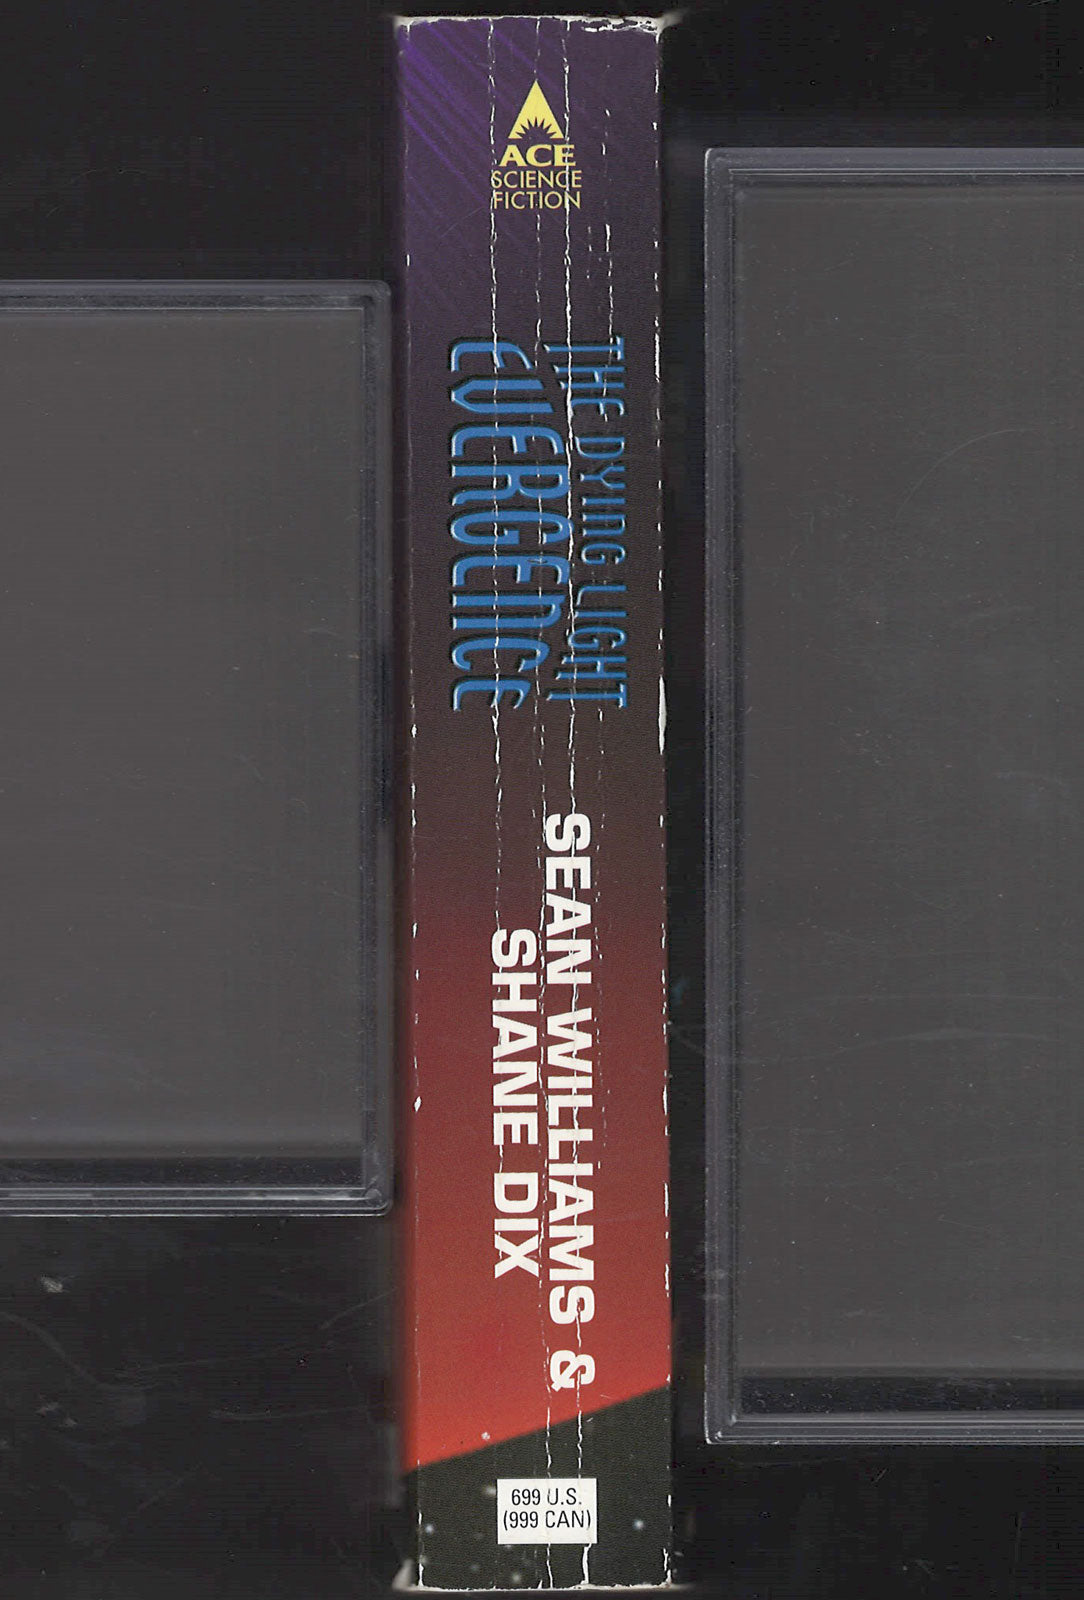 ACE
SCIENCE
FICTION
THE DYING LIGHT
EVERGENCE
SEAN WILLIAMS &
SHANE DIX
699 U.S.
(999 CAN)